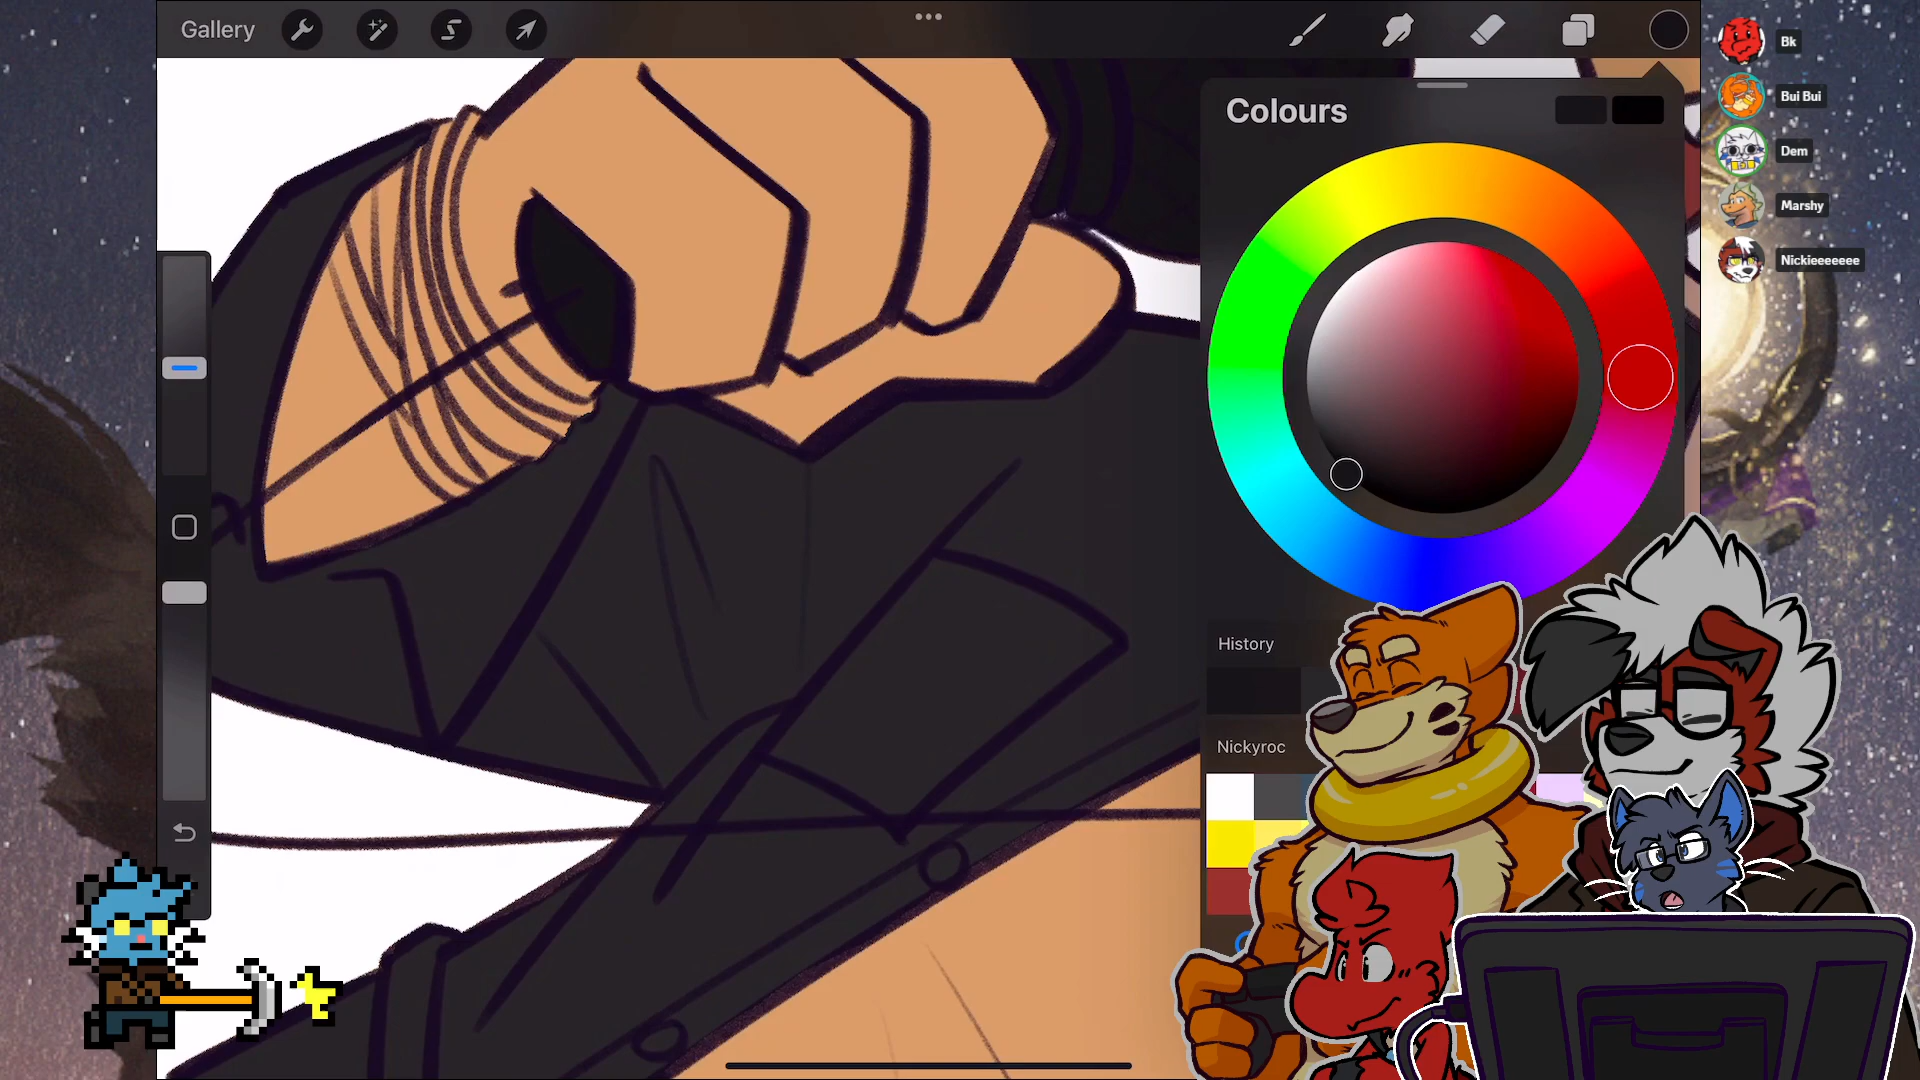 Gallery
Colours
History
Nickyroc
Bk
Bui Bui
Dem
Marshy
Nickieeeeeee